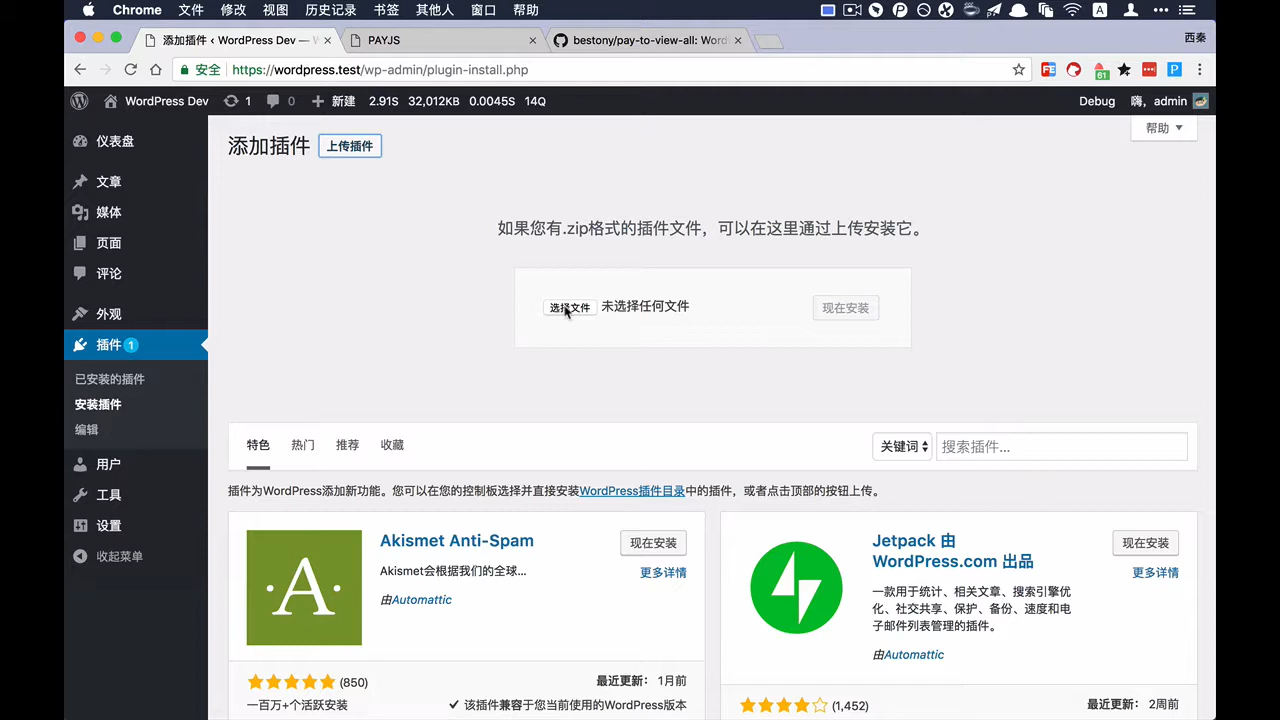 Chrome 文件 修改 视图 历史记录 书签 其他人 窗口 帮助
添加插件 ‹ WordPress Dev — W
PAYJS
bestony/pay-to-view-all: Word
西秦
安全 https://wordpress.test/wp-admin/plugin-install.php
WordPress Dev 1 0 新建 2.91S 32,012KB 0.0045S 14Q Debug 嗨，admin
仪表盘
文章
媒体
页面
评论
外观
插件 1
已安装的插件
安装插件
编辑
用户
工具
设置
收起菜单
添加插件 上传插件
帮助
如果您有.zip格式的插件文件，可以在这里通过上传安装它。
选择文件 未选择任何文件 现在安装
特色 热门 推荐 收藏 关键词 搜索插件...
插件为WordPress添加新功能。您可以在您的控制板选择并直接安装WordPress插件目录中的插件，或者点击顶部的按钮上传。
Akismet Anti-Spam
现在安装
更多详情
Akismet会根据我们的全球...
由Automattic
A
(850)
一百万+个活跃安装
最近更新： 1月前
该插件兼容于您当前使用的WordPress版本
Jetpack 由
WordPress.com 出品
现在安装
更多详情
一款用于统计、相关文章、搜索引擎优
化、社交共享、保护、备份、速度和电
子邮件列表管理的插件。
由Automattic
(1,452)
最近更新： 2周前